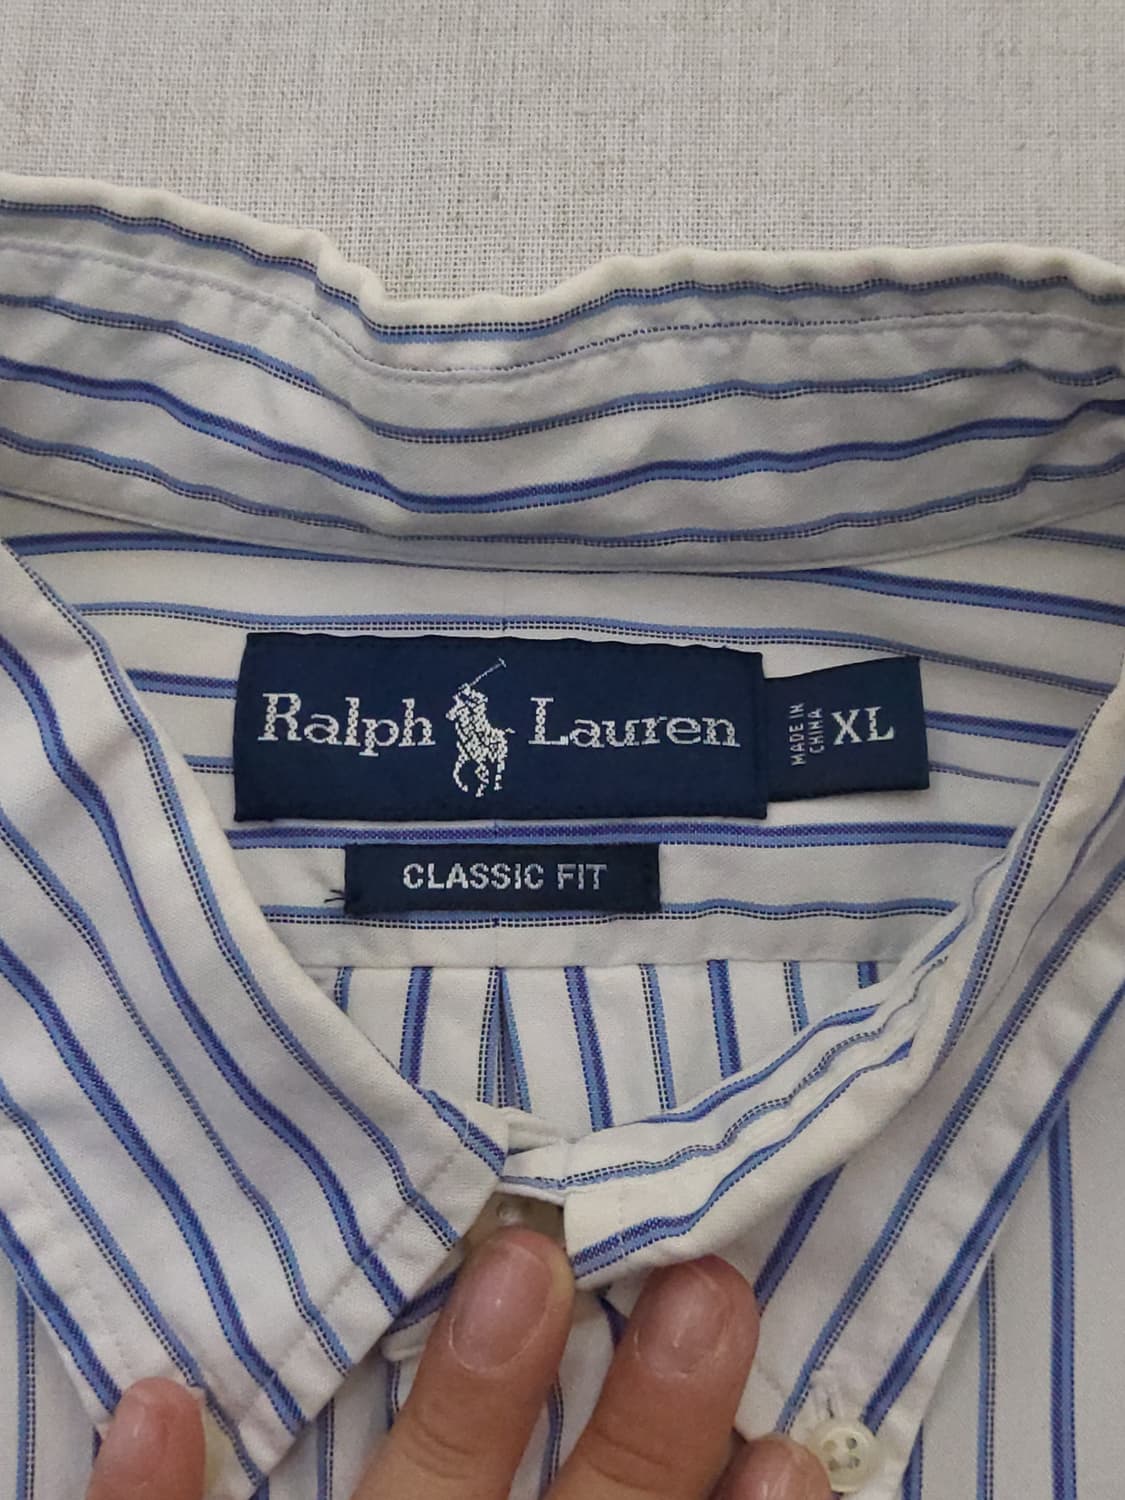 Ralph Lauren
MADE IN
CHINA
XL
CLASSIC FIT